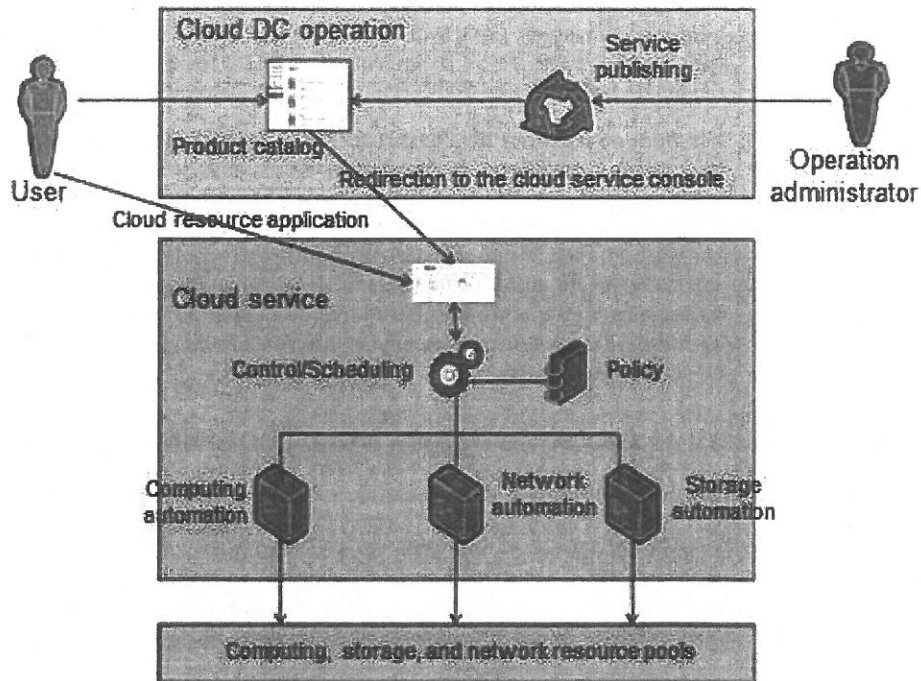 Cloud DC operation
Service
publishing
Product catalog
Redirection to the cloud service console
User
Operation
administrator
Cloud resource application
Cloud service
Control/Scheduling
Policy
Computing
automation
Network
automation
Storage
automation
Computing, storage, and network resource pools